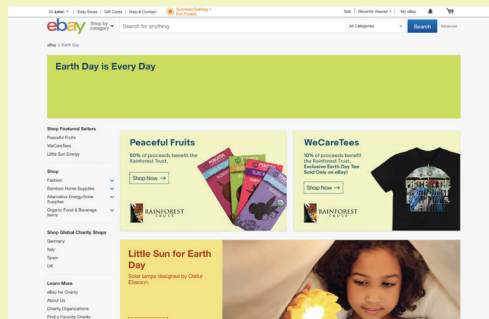 Hi John! | Daily Deals | Gift Cards | Help & Contact
Summer Selling =
Fun Funds
Sell | Recently Viewed | My eBay
ebay
Shop by
category
Search for anything
All Categories
Search
Advanced
eBay > Earth Day
Earth Day is Every Day
Shop Featured Sellers
Peaceful Fruits
WeCareTees
Little Sun Energy
Shop
Fashion
Bamboo Home Supplies
Alternative Energy/Solar
Supplies
Organic Food & Beverage
Items
Shop Global Charity Shops
Germany
Italy
Spain
UK
Learn More
eBay for Charity
About Us
Charity Organizations
Find a Favorite Charity
Peaceful Fruits
50% of proceeds benefit the
Rainforest Trust.
Shop Now →
RAINFOREST
TRUST
WeCareTees
10% of proceeds benefit the
Rainforest Trust.
Exclusive Earth Day Tee
Sold Only on eBay!
Shop Now →
RAINFOREST
TRUST
Little Sun for Earth
Day
Solar lamps designed by Olafur
Eliasson.